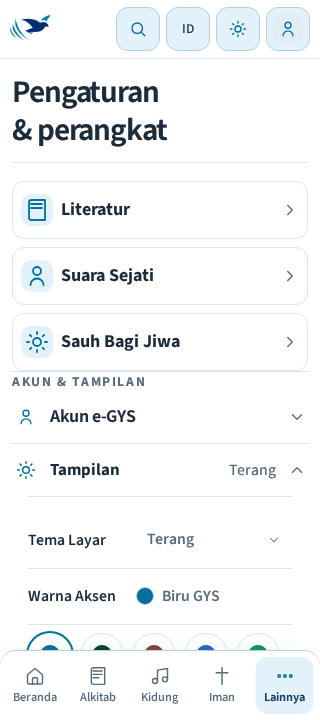 ID
Pengaturan
& perangkat
Literatur
Suara Sejati
Sauh Bagi Jiwa
AKUN & TAMPILAN
Akun e-GYS
Tampilan Terang
Tema Layar Terang
Warna Aksen Biru GYS
Beranda Alkitab Kidung Iman Lainnya